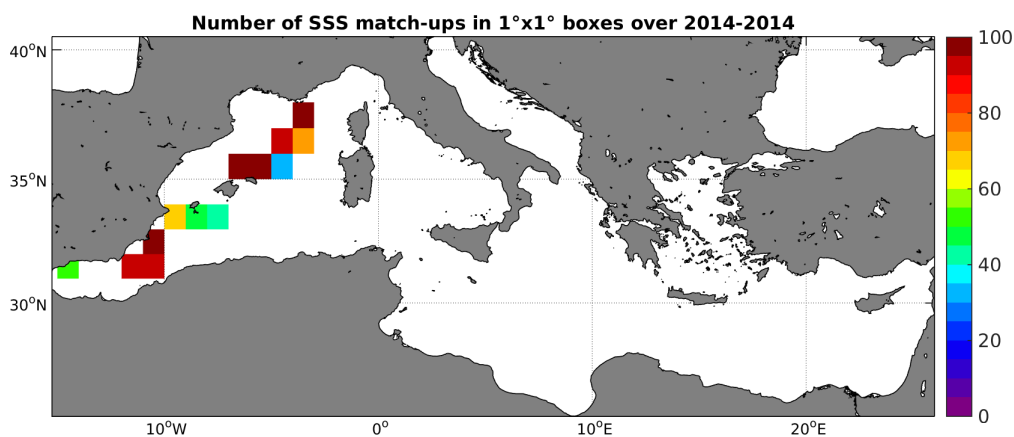 Number of SSS match-ups in 1°x1° boxes over 2014-2014
40°N
35°N
30°N
10°W
0°
10°E
20°E
100
80
60
40
20
0